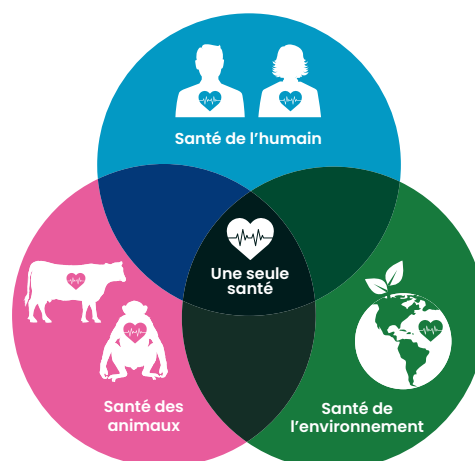 Santé de l'humain
Une seule
santé
Santé des
animaux
Santé de
l'environnement